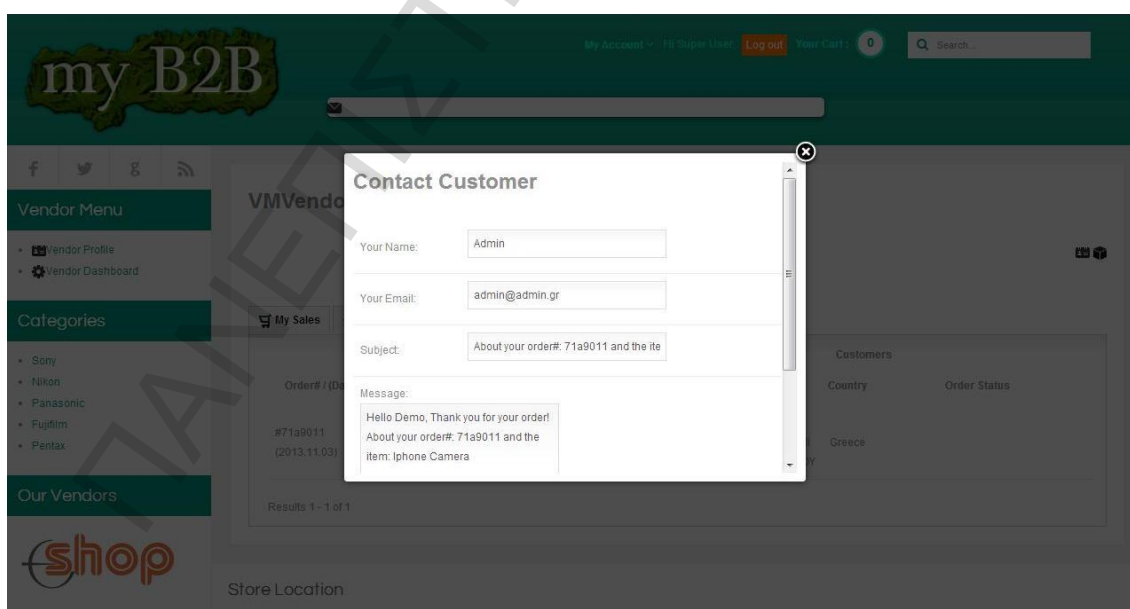 my B2B
My Account Hi Super User Log out Your Cart : 0 Search...
f g
VMVendo
Vendor Menu
Vendor Profile
Vendor Dashboard
Categories
Sony
Nikon
Panasonic
Fujifilm
Pentax
Our Vendors
eshop
Contact Customer
Your Name: Admin
Your Email: admin@admin.gr
Subject: About your order#: 71a9011 and the ite
Message:
Hello Demo, Thank you for your order!
About your order#: 71a9011 and the
item: Iphone Camera
My Sales
Customers
Order# / (Da Country Order Status
#71a9011
(2013.11.03) Greece
Results 1 - 1 of 1
Store Location
ΠΑΝΕΠΙΣΤ